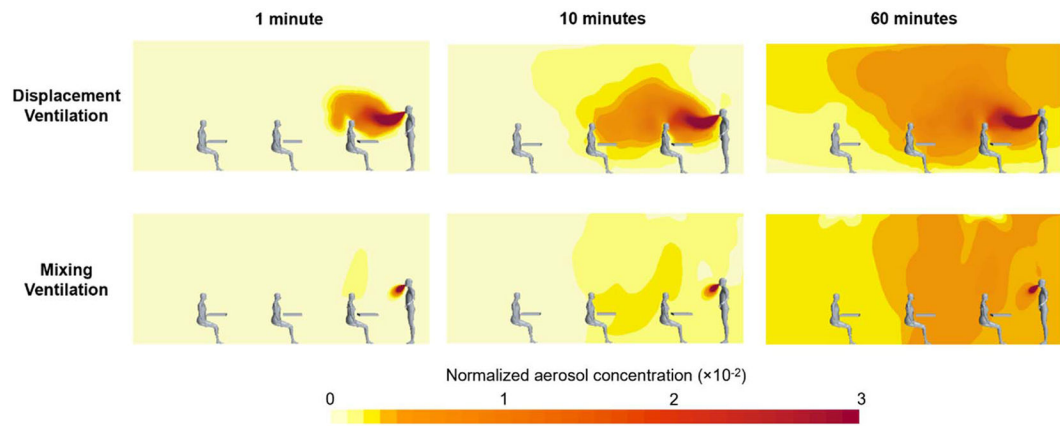 1 minute
10 minutes
60 minutes
Displacement
Ventilation
Mixing
Ventilation
Normalized aerosol concentration (×10-2)
0
1
2
3